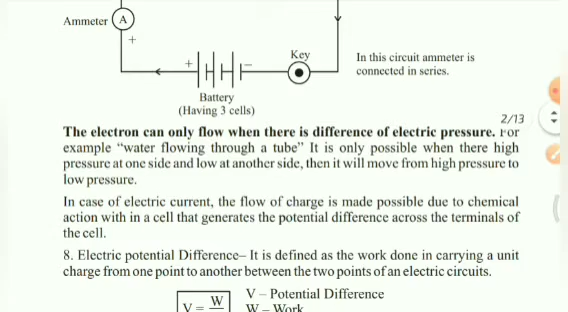 Ammeter
A
+
+
–
Key
In this circuit ammeter is
connected in series.
Battery
(Having 3 cells)
2/13
The electron can only flow when there is difference of electric pressure. For
example “water flowing through a tube” It is only possible when there high
pressure at one side and low at another side, then it will move from high pressure to
low pressure.
In case of electric current, the flow of charge is made possible due to chemical
action with in a cell that generates the potential difference across the terminals of
the cell.
8. Electric potential Difference– It is defined as the work done in carrying a unit
charge from one point to another between the two points of an electric circuits.
V = W
V – Potential Difference
W – Work